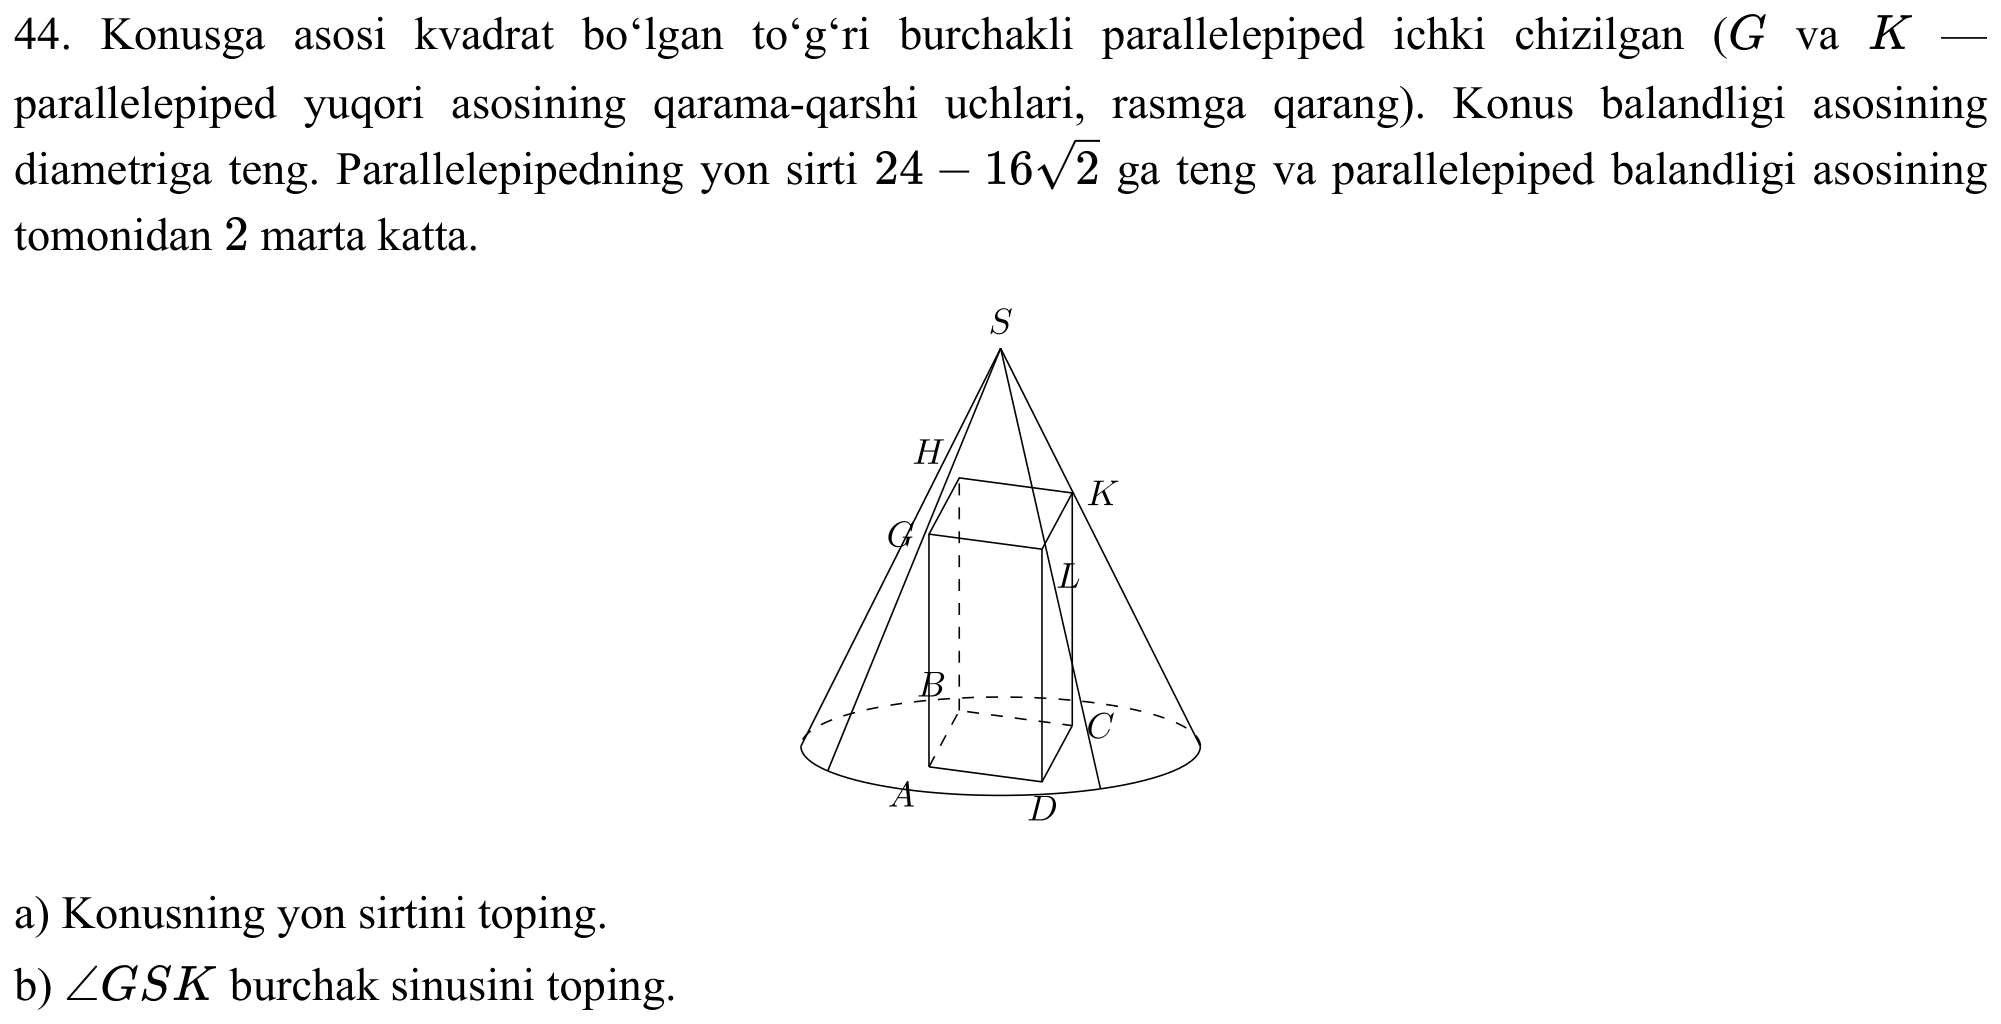 44. Konusga asosi kvadrat bo‘lgan to‘g‘ri burchakli parallelepiped ichki chizilgan (G va K —
parallelepiped yuqori asosining qarama-qarshi uchlari, rasmga qarang). Konus balandligi asosining
diametriga teng. Parallelepipedning yon sirti 24 − 16√2 ga teng va parallelepiped balandligi asosining
tomonidan 2 marta katta.
S
H
K
G
L
B
C
A
D
a) Konusning yon sirtini toping.
b) ∠GSK burchak sinusini toping.